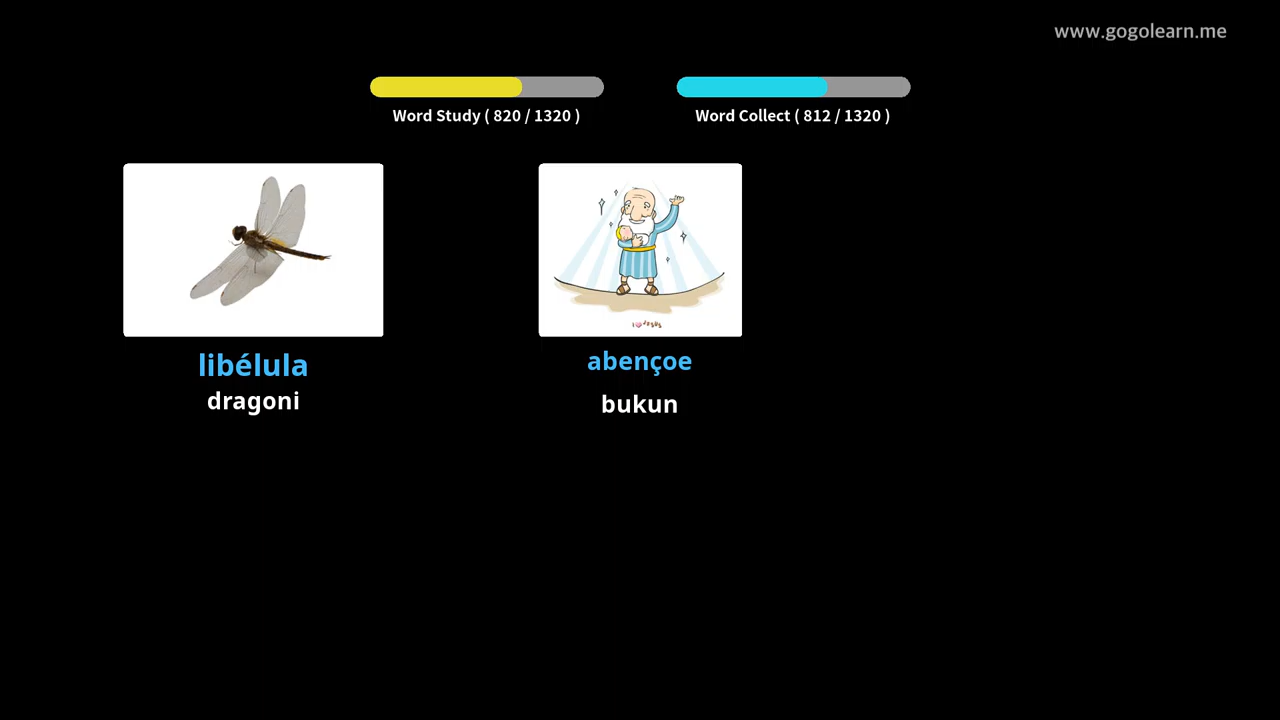 www.gogolearn.me
Word Study ( 820 / 1320 )
Word Collect ( 812 / 1320 )
libélula
dragoni
abençoe
bukun